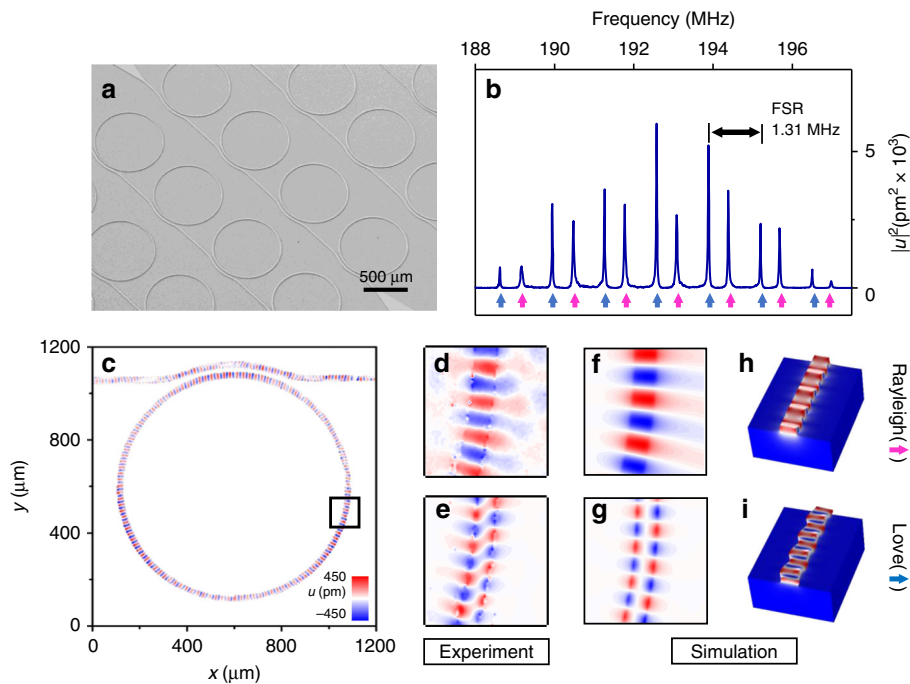 Frequency (MHz)
188 190 192 194 196
a
500 µm
b
FSR
1.31 MHz
5
0
|u|² (pm² × 10³)
c
1200
800
400
0
y (µm)
450
u (pm)
–450
0 400 800 1200
x (µm)
d
e
Experiment
f
g
Simulation
h
i
Rayleigh( )
Love( )